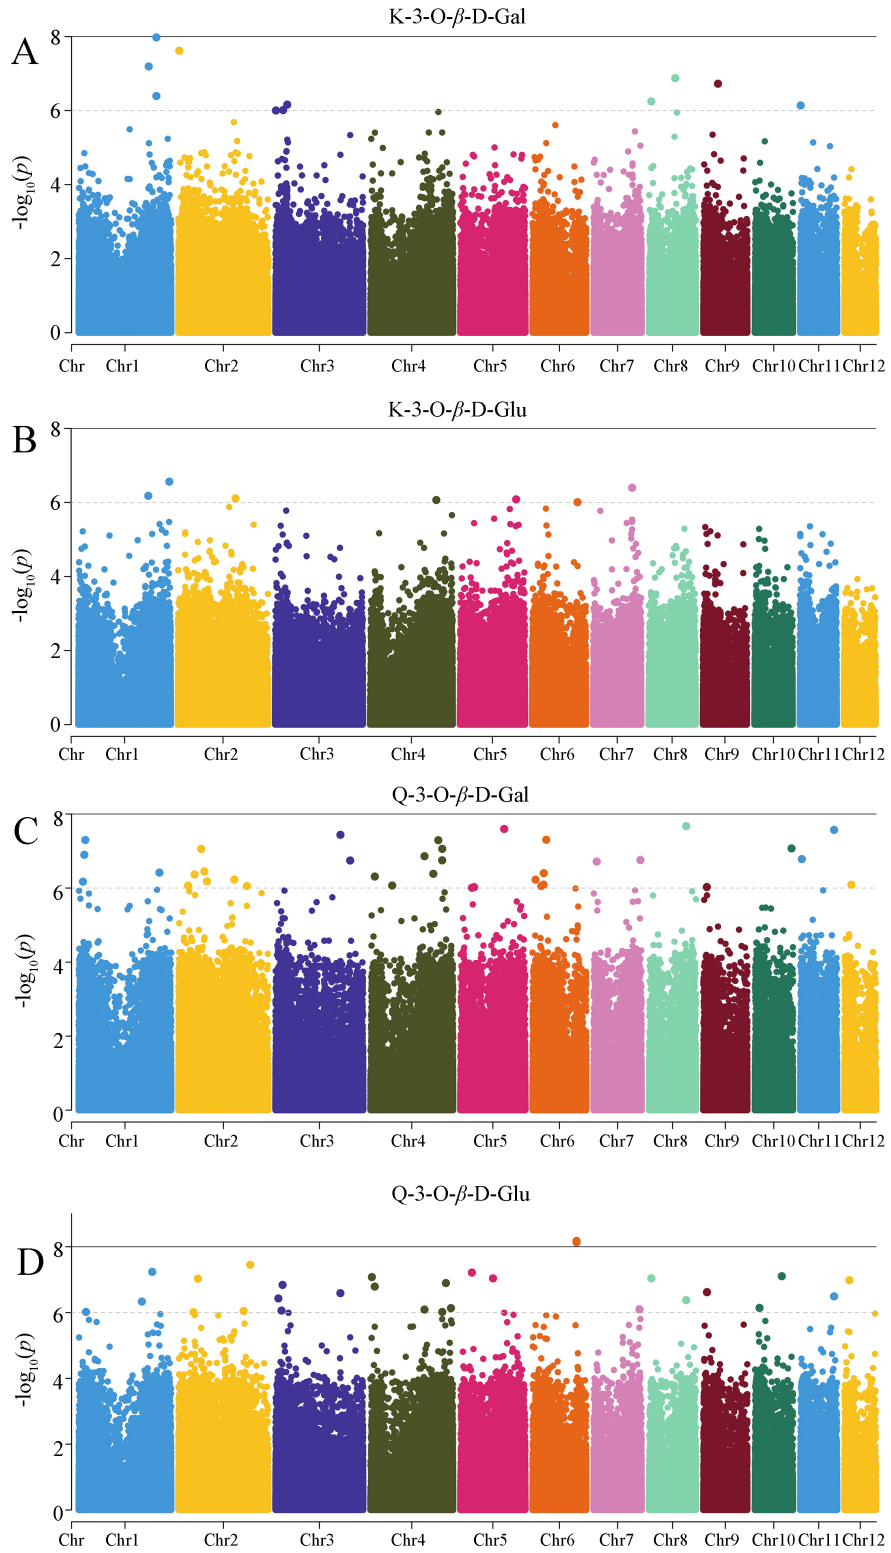 K-3-O-β-D-Gal
A
8
6
4
2
0
-log10(p)
Chr Chr1 Chr2 Chr3 Chr4 Chr5 Chr6 Chr7 Chr8 Chr9 Chr10 Chr11 Chr12
K-3-O-β-D-Glu
B
8
6
4
2
0
-log10(p)
Chr Chr1 Chr2 Chr3 Chr4 Chr5 Chr6 Chr7 Chr8 Chr9 Chr10 Chr11 Chr12
Q-3-O-β-D-Gal
C
8
6
4
2
0
-log10(p)
Chr Chr1 Chr2 Chr3 Chr4 Chr5 Chr6 Chr7 Chr8 Chr9 Chr10 Chr11 Chr12
Q-3-O-β-D-Glu
D
8
6
4
2
0
-log10(p)
Chr Chr1 Chr2 Chr3 Chr4 Chr5 Chr6 Chr7 Chr8 Chr9 Chr10 Chr11 Chr12